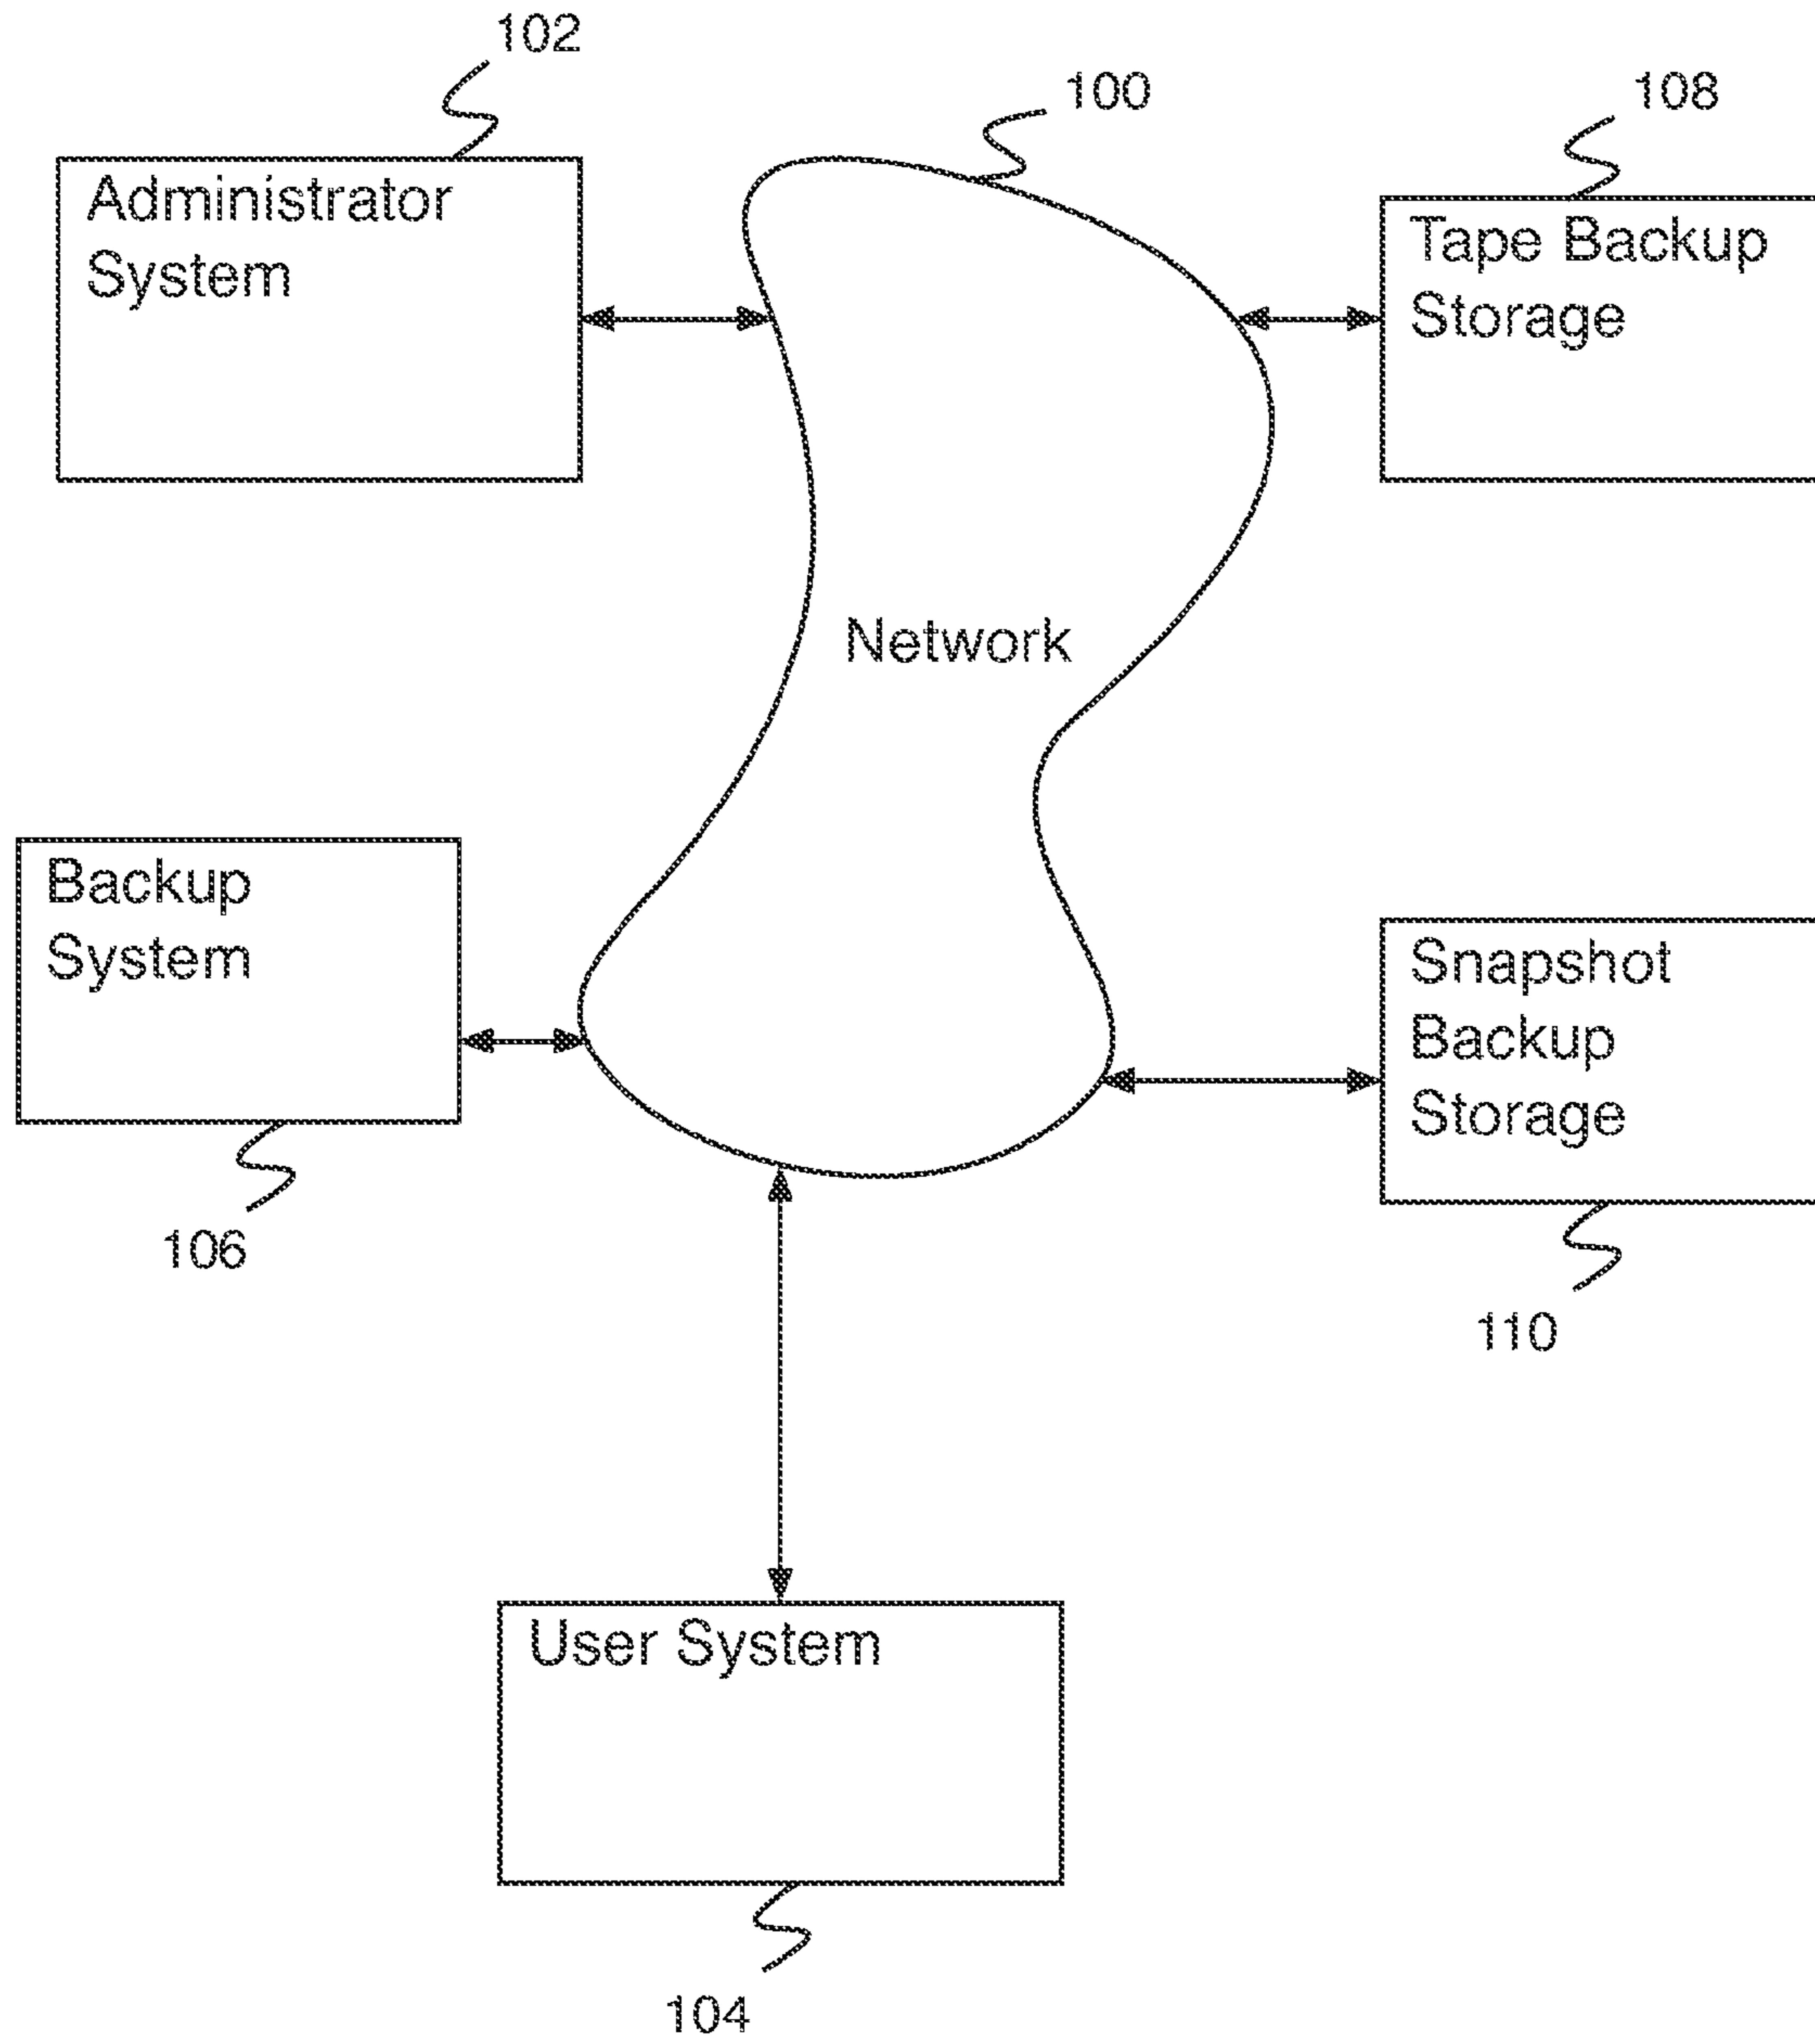 102
100
108
Administrator
System
Tape Backup
Storage
Network
Backup
System
Snapshot
Backup
Storage
106
110
User System
104